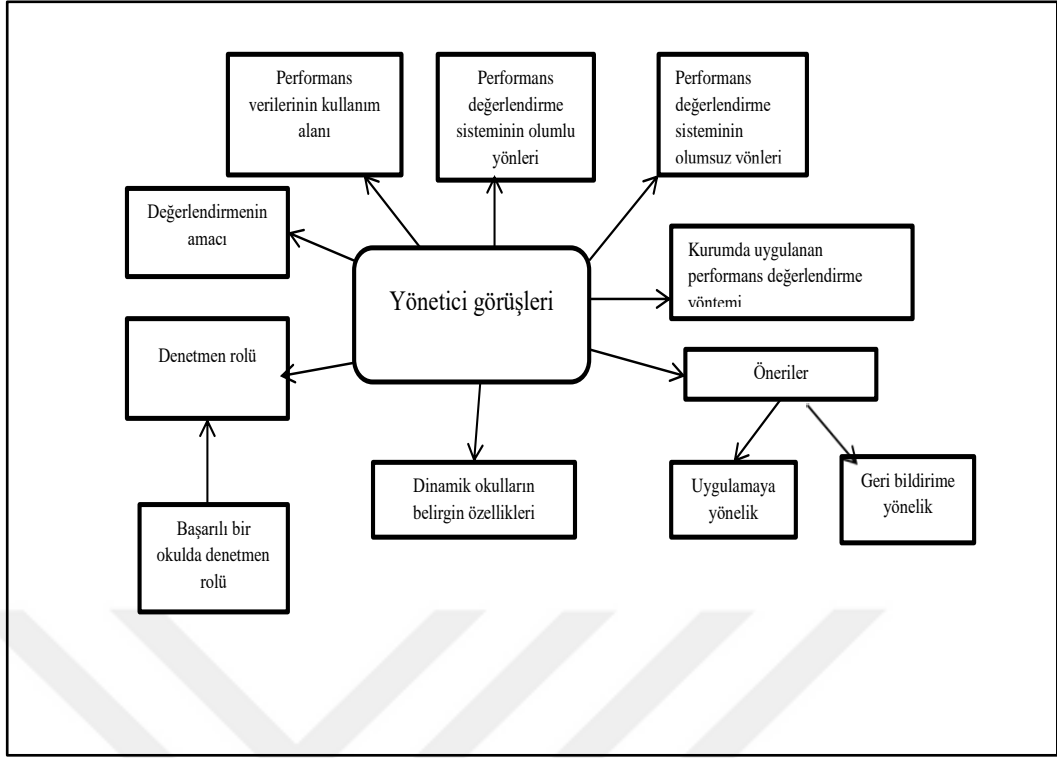 Performans
verilerinin kullanım
alanı
Performans
değerlendirme
sisteminin olumlu
yönleri
Performans
değerlendirme
sisteminin
olumsuz yönleri
Değerlendirmenin
amacı
Yönetici görüşleri
Kurumda uygulanan
performans değerlendirme
yöntemi
Denetmen rolü
Öneriler
Başarılı bir
okulda denetmen
rolü
Dinamik okulların
belirgin özellikleri
Uygulamaya
yönelik
Geri bildirime
yönelik